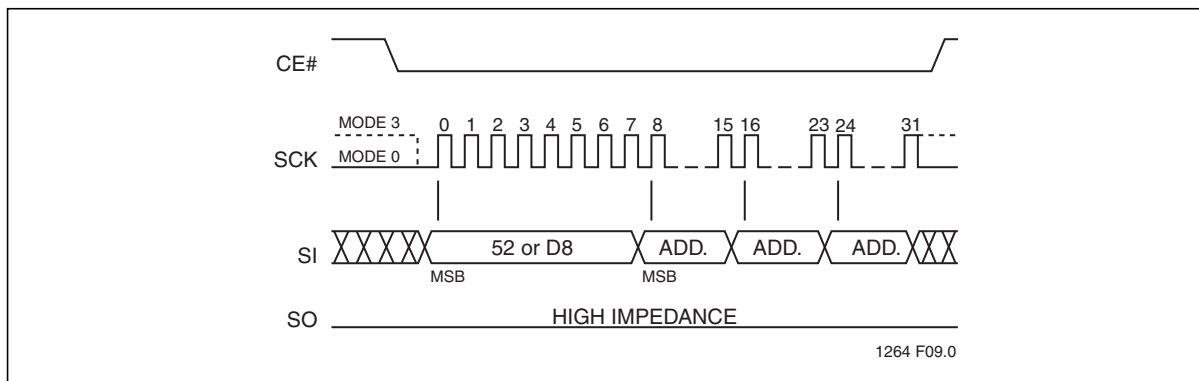 CE#
MODE 3 0 1 2 3 4 5 6 7 8 15 16 23 24 31
SCK MODE 0
SI 52 or D8 ADD. ADD. ADD.
MSB MSB
SO HIGH IMPEDANCE
1264 F09.0